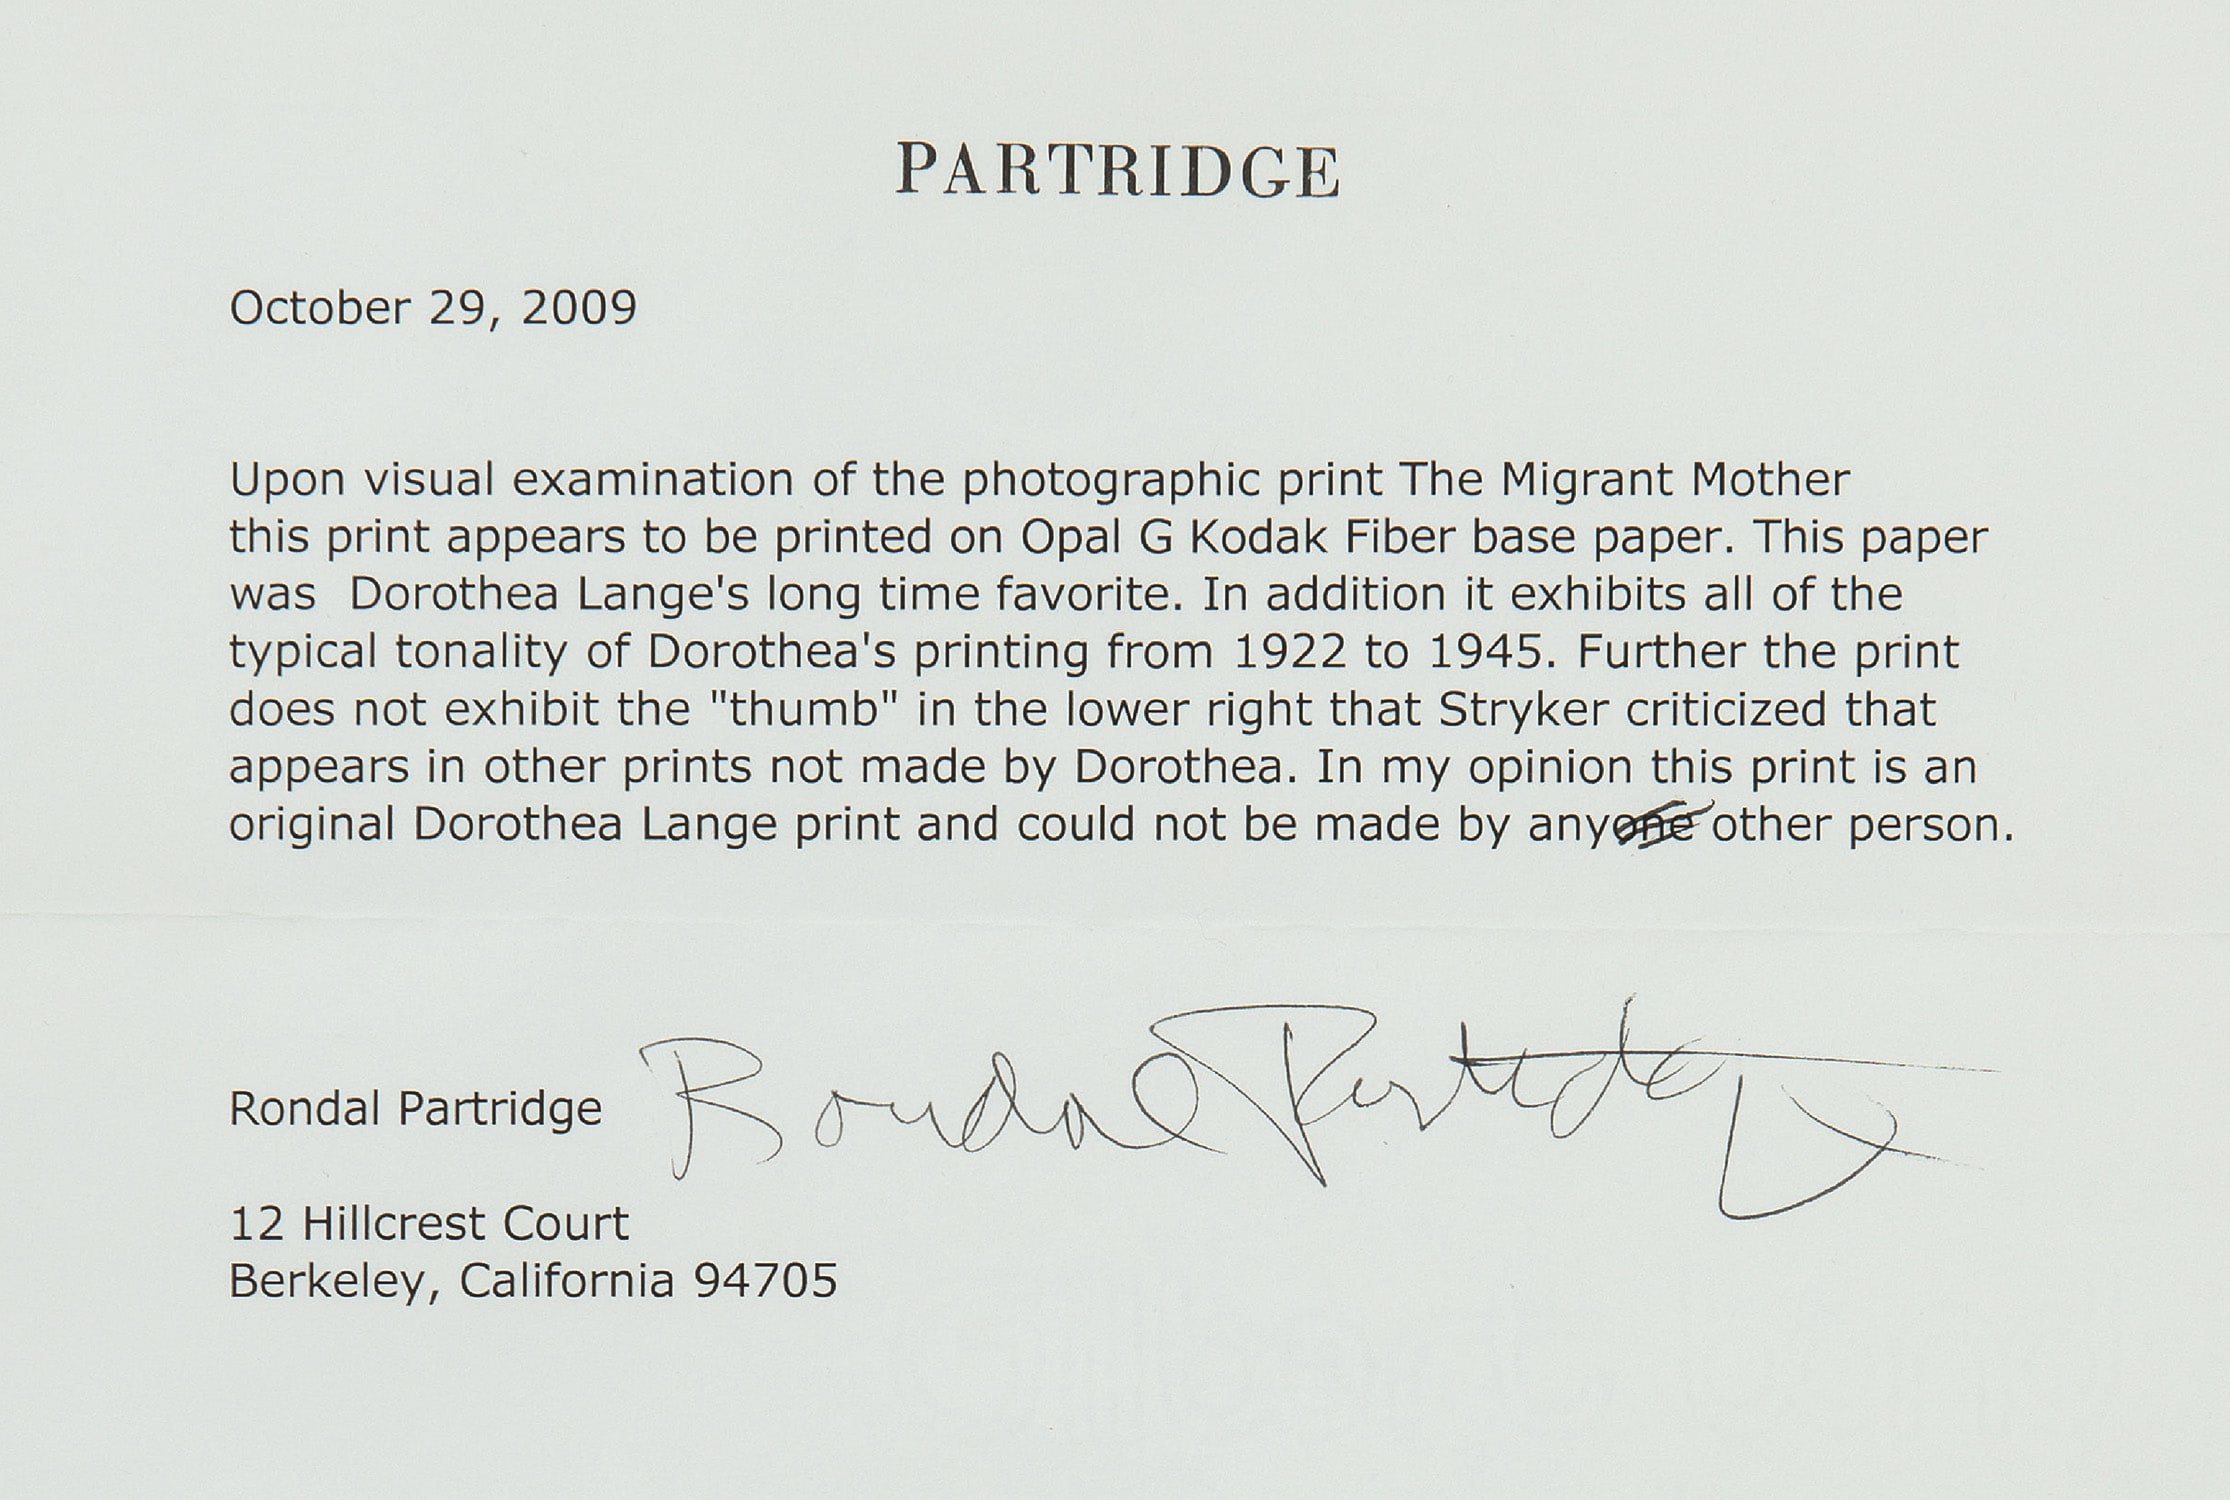 PARTRIDGE
October 29, 2009
Upon visual examination of the photographic print The Migrant Mother
this print appears to be printed on Opal G Kodak Fiber base paper. This paper
was  Dorothea Lange's long time favorite. In addition it exhibits all of the
typical tonality of Dorothea's printing from 1922 to 1945. Further the print
does not exhibit the "thumb" in the lower right that Stryker criticized that
appears in other prints not made by Dorothea. In my opinion this print is an
original Dorothea Lange print and could not be made by anyone other person.
Rondal Partridge Rondal Partridge
12 Hillcrest Court
Berkeley, California 94705